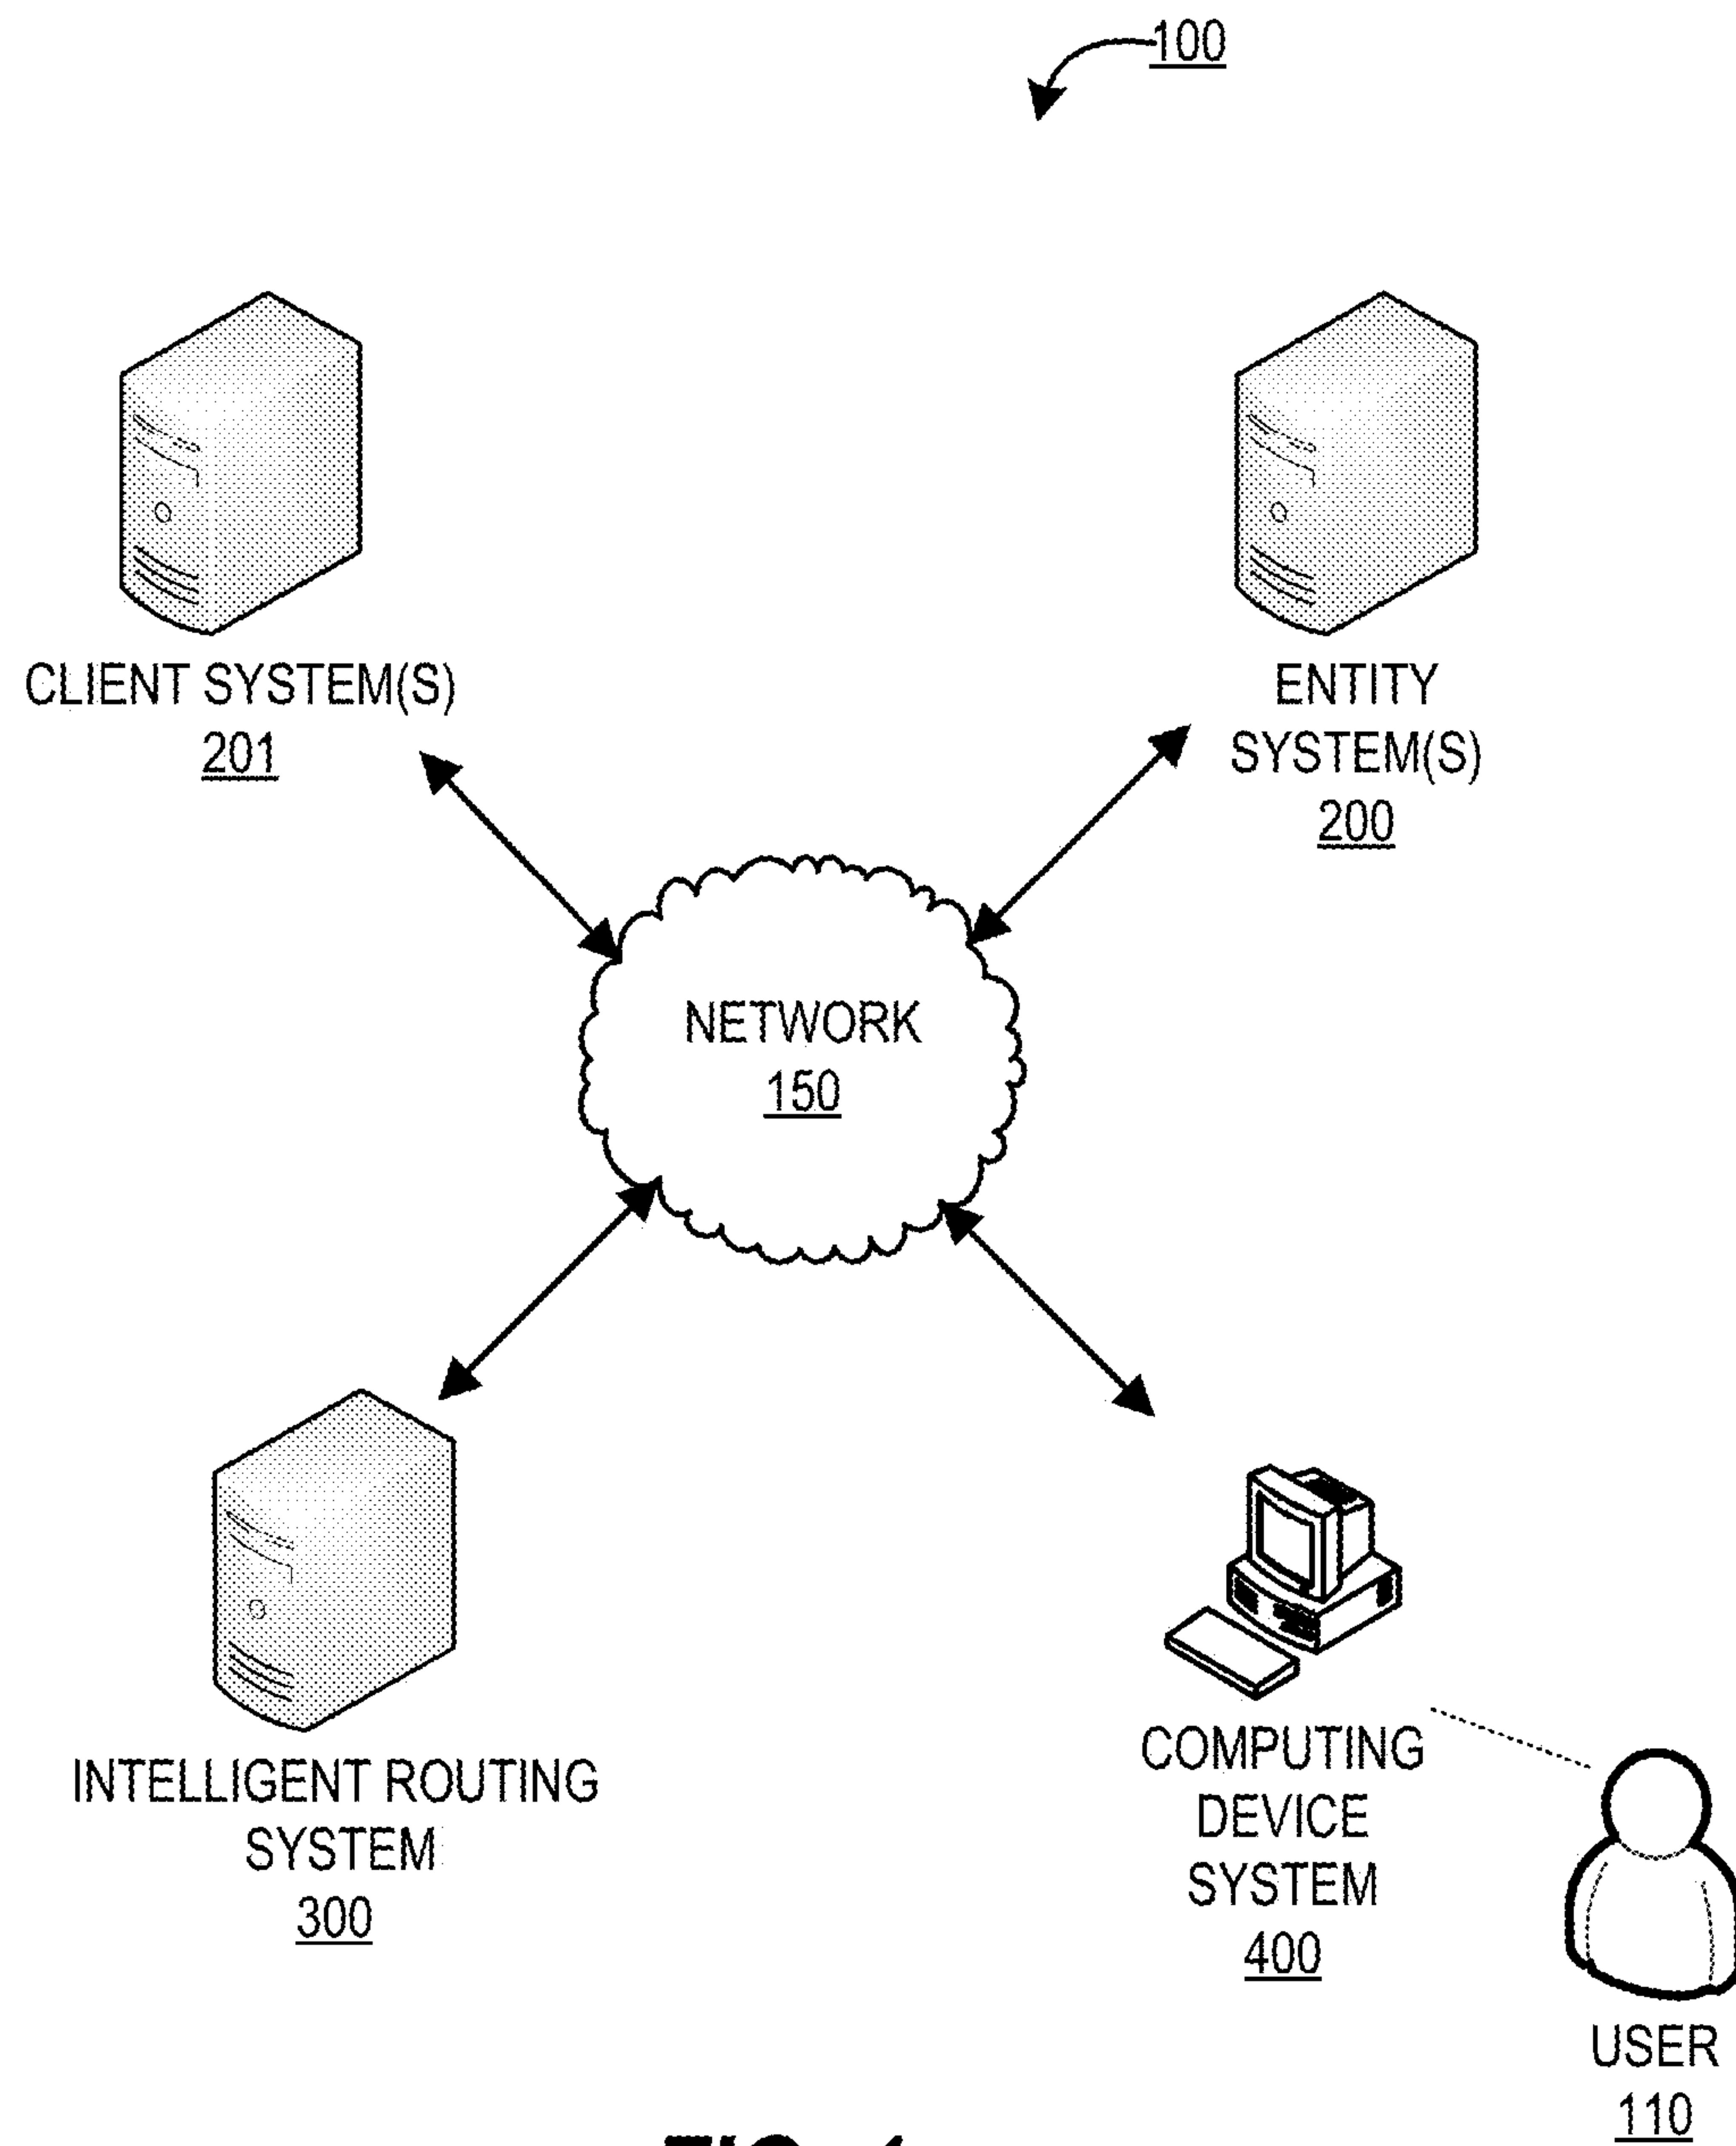 100
CLIENT SYSTEM(S)
201
ENTITY
SYSTEM(S)
200
NETWORK
150
INTELLIGENT ROUTING
SYSTEM
300
COMPUTING
DEVICE
SYSTEM
400
USER
110